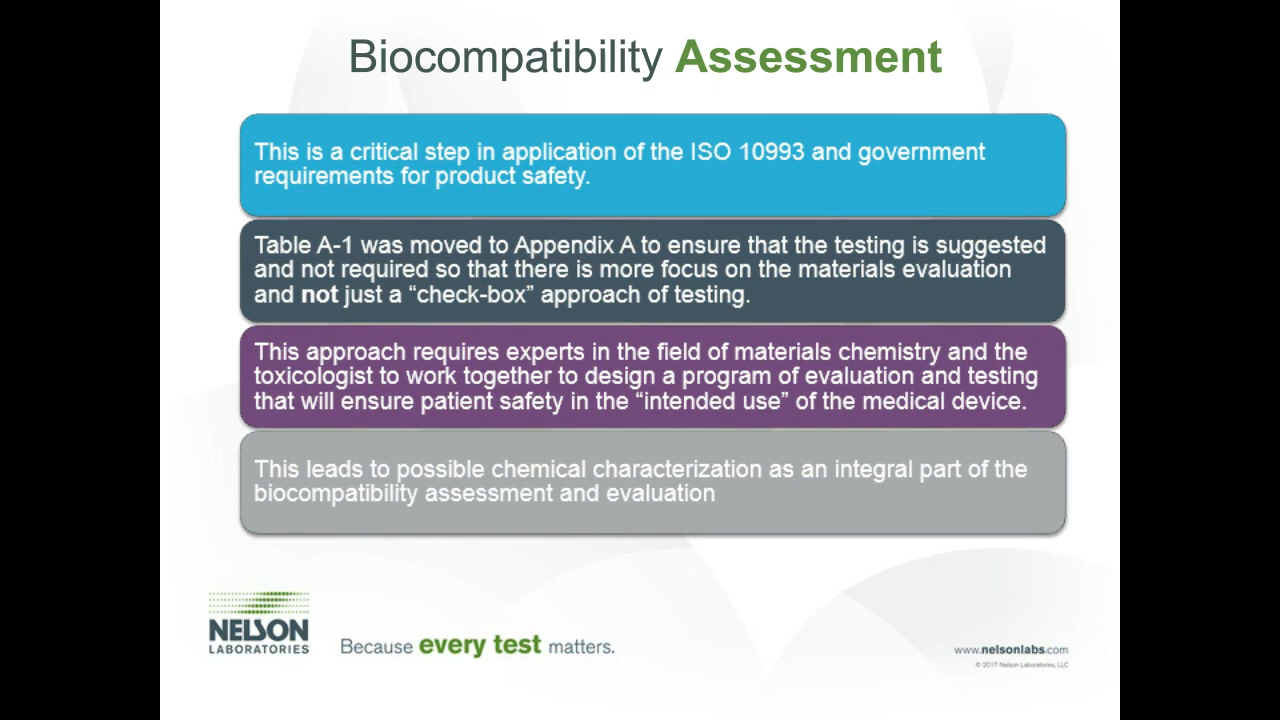 Biocompatibility Assessment
This is a critical step in application of the ISO 10993 and government
requirements for product safety.
Table A-1 was moved to Appendix A to ensure that the testing is suggested
and not required so that there is more focus on the materials evaluation
and not just a “check-box” approach of testing.
This approach requires experts in the field of materials chemistry and the
toxicologist to work together to design a program of evaluation and testing
that will ensure patient safety in the “intended use” of the medical device.
This leads to possible chemical characterization as an integral part of the
biocompatibility assessment and evaluation
NELSON
LABORATORIES
Because every test matters.
www.nelsonlabs.com
© 2017 Nelson Laboratories, LLC